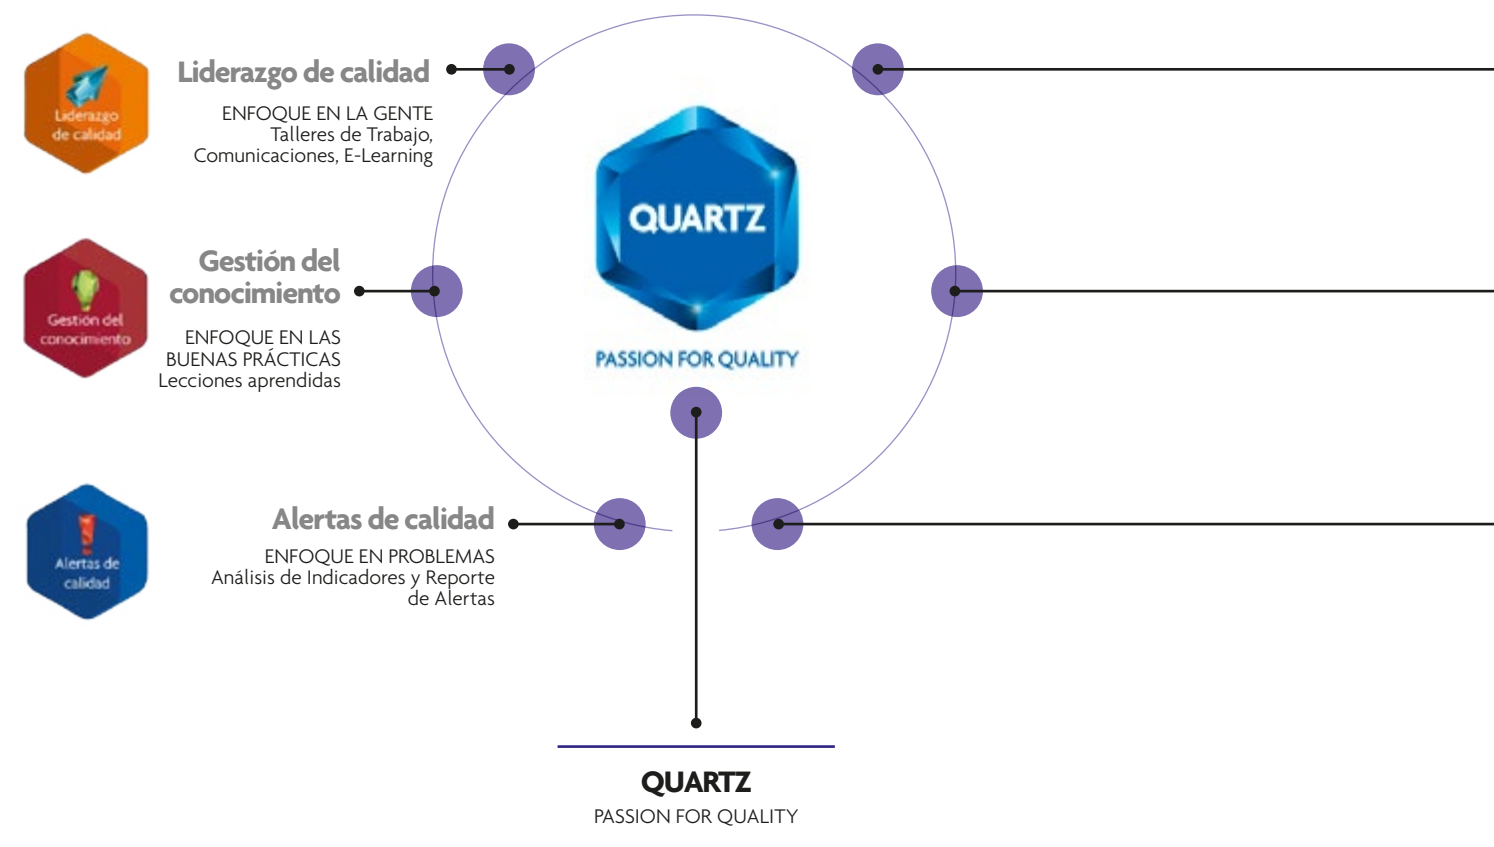 Liderazgo
de calidad
Liderazgo de calidad
ENFOQUE EN LA GENTE
Talleres de Trabajo,
Comunicaciones, E-Learning
Gestión del
conocimiento
Gestión del
conocimiento
ENFOQUE EN LAS
BUENAS PRÁCTICAS
Lecciones aprendidas
Alertas de
calidad
Alertas de calidad
ENFOQUE EN PROBLEMAS
Análisis de Indicadores y Reporte
de Alertas
QUARTZ
PASSION FOR QUALITY
QUARTZ
PASSION FOR QUALITY